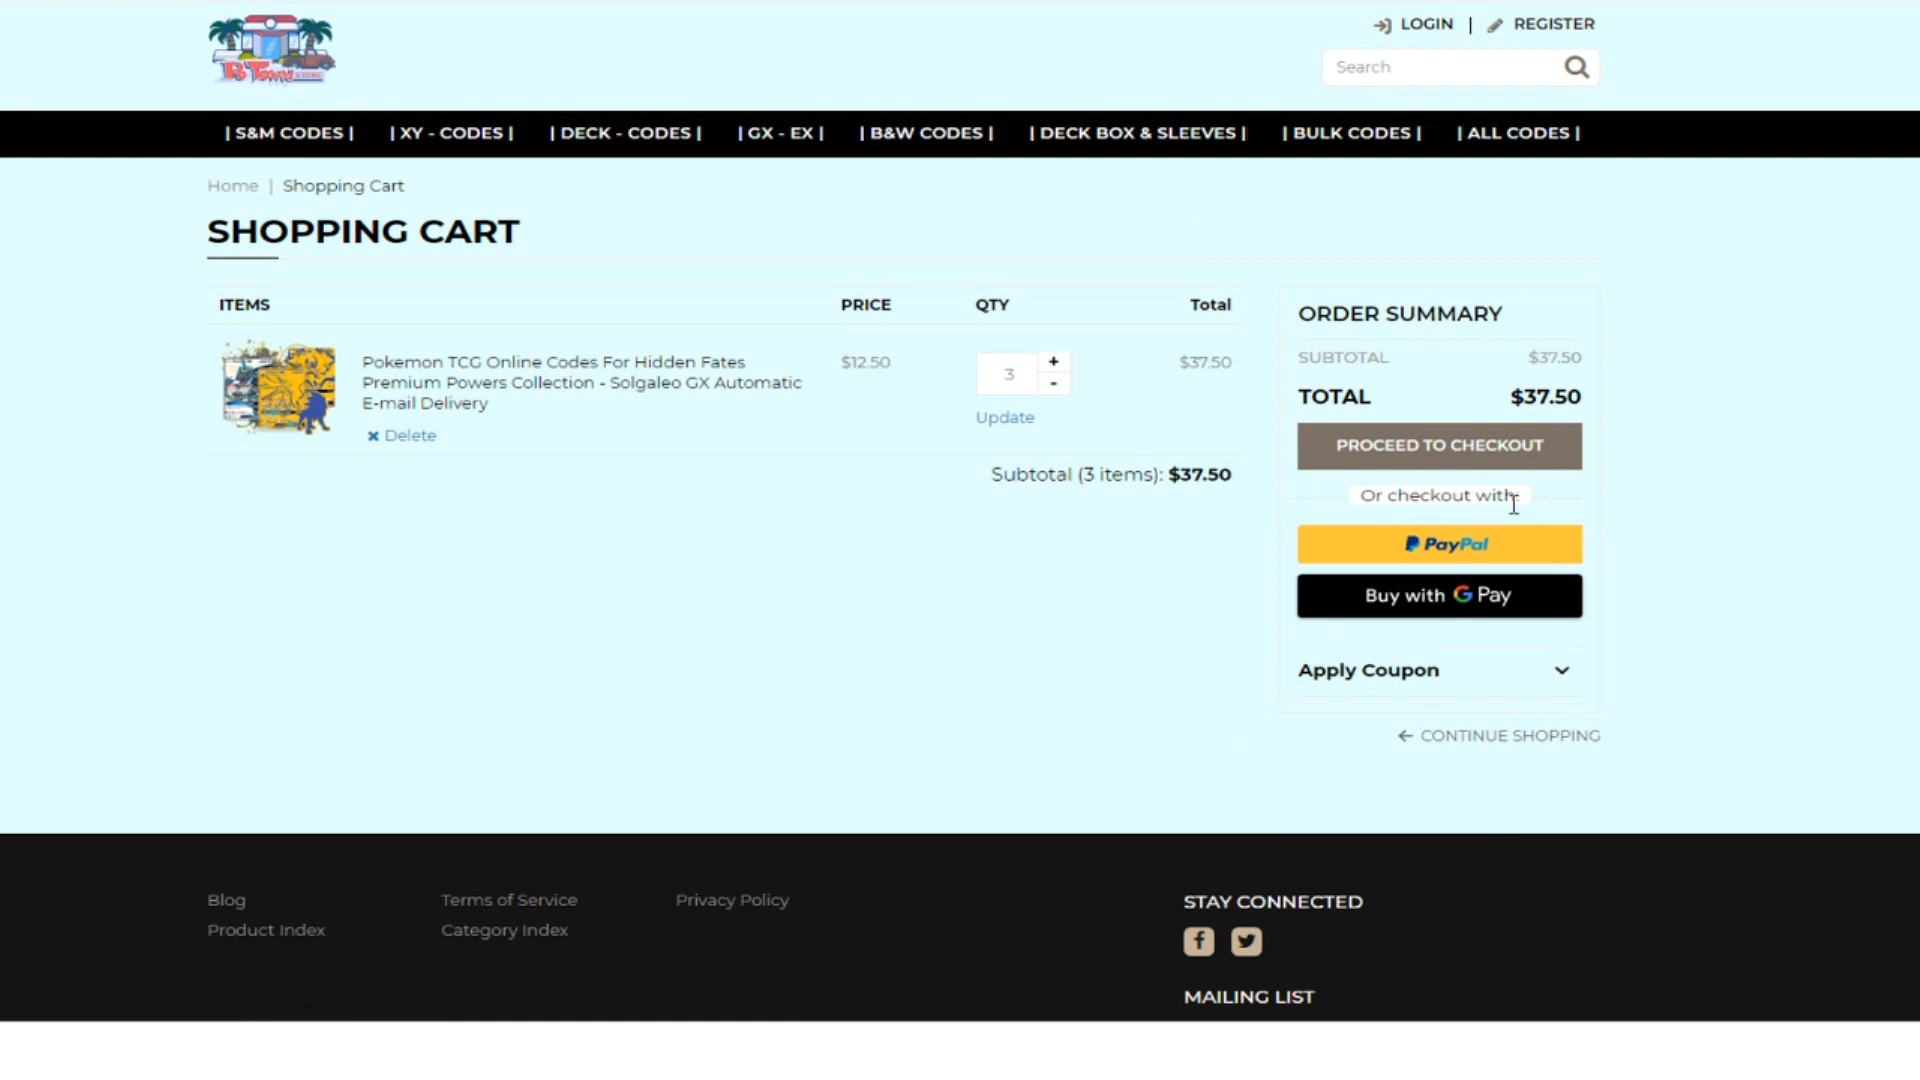 PB Town STORE
LOGIN | REGISTER
Search
| S&M CODES | | XY - CODES | | DECK - CODES | | GX - EX | | B&W CODES | | DECK BOX & SLEEVES | | BULK CODES | | ALL CODES |
Home | Shopping Cart
SHOPPING CART
ITEMS PRICE QTY Total
Pokemon TCG Online Codes For Hidden Fates
Premium Powers Collection - Solgaleo GX Automatic
E-mail Delivery
$12.50
3
+
-
$37.50
Update
Delete
Subtotal (3 items): $37.50
ORDER SUMMARY
SUBTOTAL $37.50
TOTAL $37.50
PROCEED TO CHECKOUT
Or checkout with:
PayPal
Buy with G Pay
Apply Coupon
← CONTINUE SHOPPING
Blog Terms of Service Privacy Policy
Product Index Category Index
STAY CONNECTED
MAILING LIST